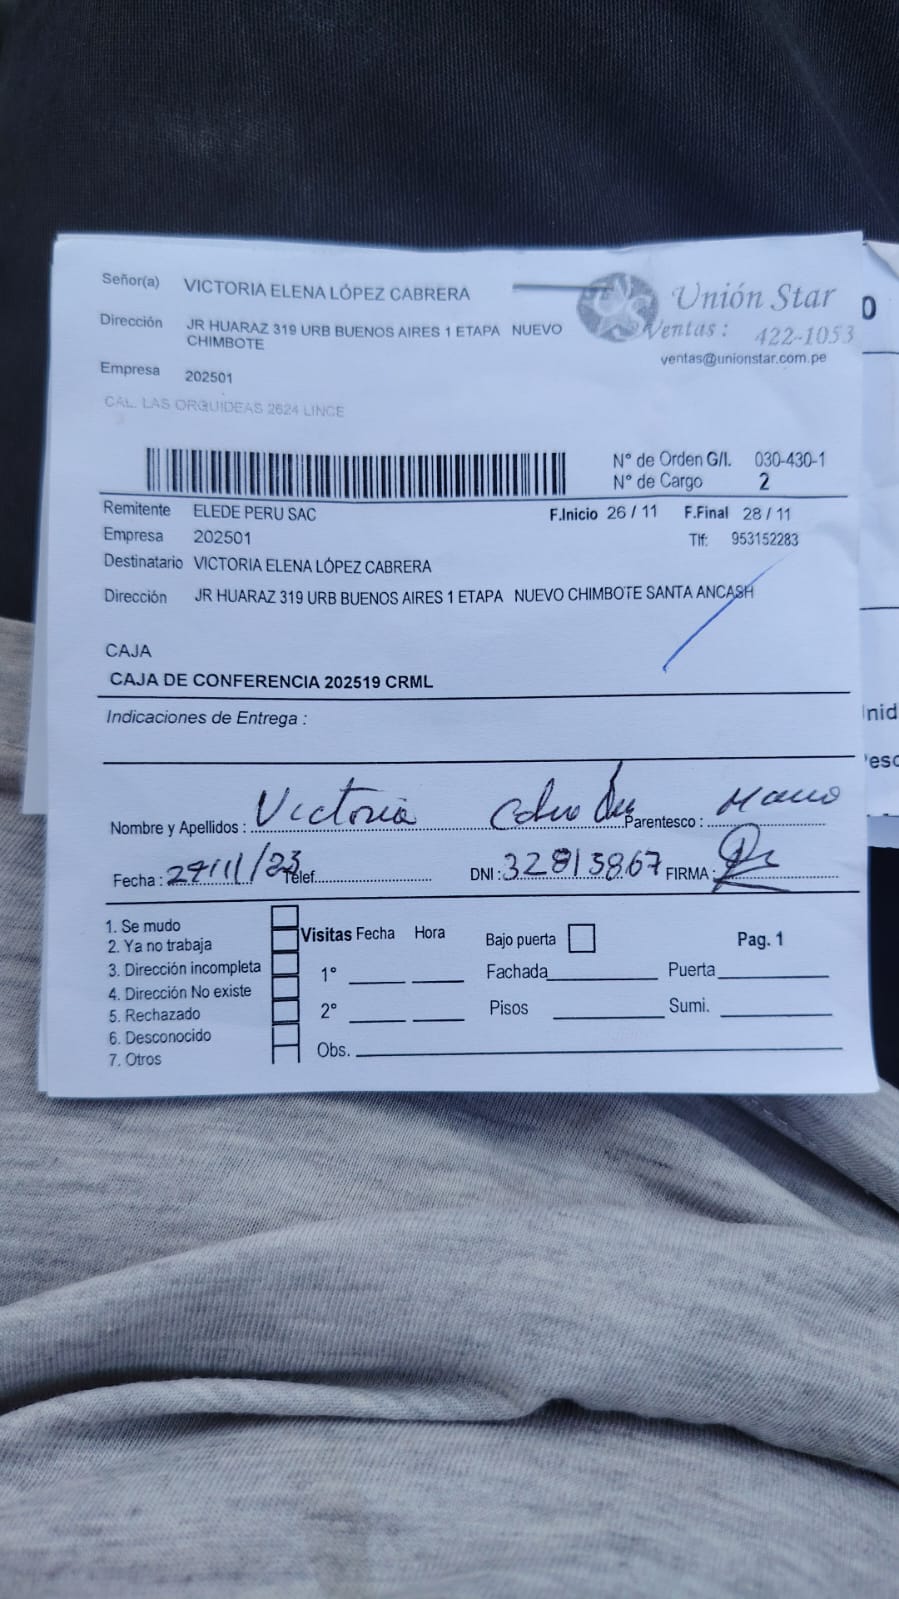 Señor(a) VICTORIA ELENA LÓPEZ CABRERA
Unión Star
Ventas: 422-1053
ventas@unionstar.com.pe
Dirección JR HUARAZ 319 URB BUENOS AIRES 1 ETAPA NUEVO
CHIMBOTE
Empresa 202501
CAL. LAS ORQUIDEAS 2624 LINCE
N° de Orden G/I. 030-430-1
N° de Cargo 2
Remitente ELEDE PERU SAC F.Inicio 26 / 11 F.Final 28 / 11
Empresa 202501 Tlf: 953152283
Destinatario VICTORIA ELENA LÓPEZ CABRERA
Dirección JR HUARAZ 319 URB BUENOS AIRES 1 ETAPA NUEVO CHIMBOTE SANTA ANCASH
CAJA
CAJA DE CONFERENCIA 202519 CRML
Indicaciones de Entrega :
Nombre y Apellidos : Victoria Parentesco :
Fecha : Telef. DNI : 32813867 FIRMA :
1. Se mudo
2. Ya no trabaja
3. Dirección incompleta
4. Dirección No existe
5. Rechazado
6. Desconocido
7. Otros
Visitas Fecha Hora
1°
2°
Obs.
Bajo puerta
Pag. 1
Fachada Puerta
Pisos Sumi.